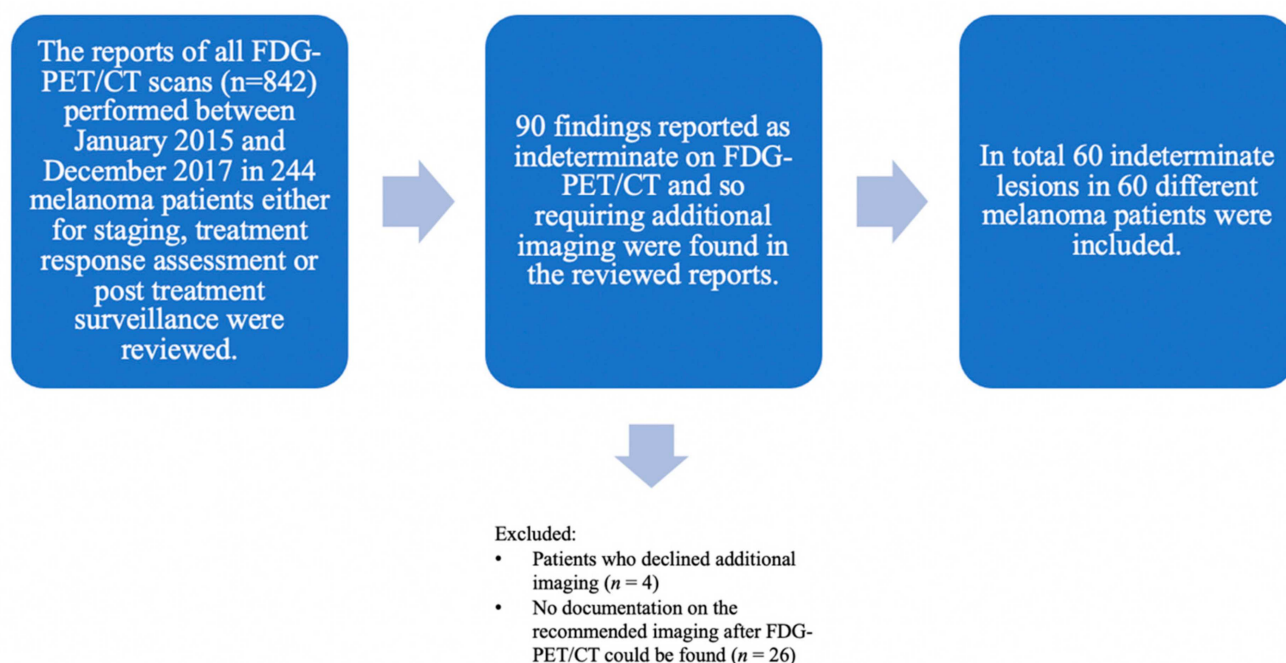 The reports of all FDG-
PET/CT scans (n=842)
performed between
January 2015 and
December 2017 in 244
melanoma patients either
for staging, treatment
response assessment or
post treatment
surveillance were
reviewed.
90 findings reported as
indeterminate on FDG-
PET/CT and so
requiring additional
imaging were found in
the reviewed reports.
In total 60 indeterminate
lesions in 60 different
melanoma patients were
included.
Excluded:
• Patients who declined additional
imaging (n = 4)
• No documentation on the
recommended imaging after FDG-
PET/CT could be found (n = 26)